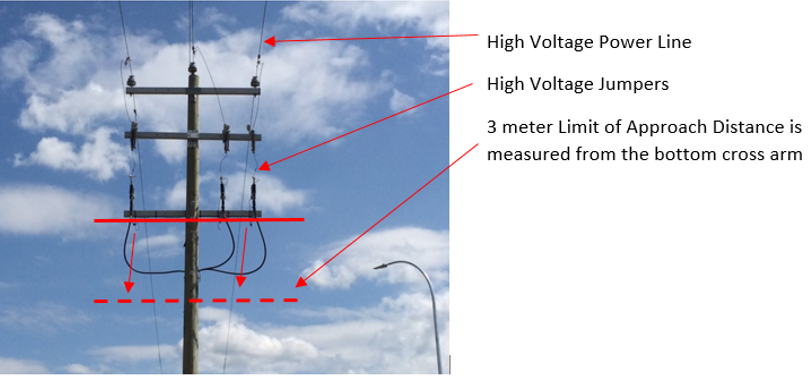 High Voltage Power Line
High Voltage Jumpers
3 meter Limit of Approach Distance is
measured from the bottom cross arm